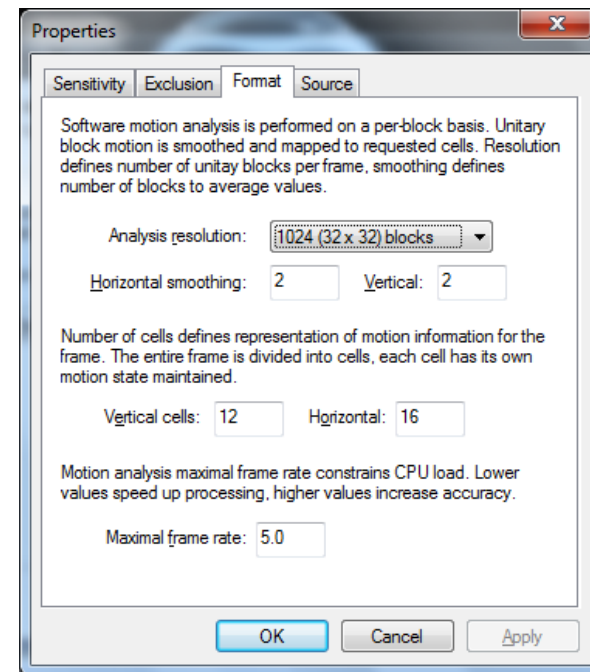 Properties
Sensitivity Exclusion Format Source
Software motion analysis is performed on a per-block basis. Unitary
block motion is smoothed and mapped to requested cells. Resolution
defines number of unitay blocks per frame, smoothing defines
number of blocks to average values.
Analysis resolution: 1024 (32 x 32) blocks
Horizontal smoothing: 2 Vertical: 2
Number of cells defines representation of motion information for the
frame. The entire frame is divided into cells, each cell has its own
motion state maintained.
Vertical cells: 12 Horizontal: 16
Motion analysis maximal frame rate constrains CPU load. Lower
values speed up processing, higher values increase accuracy.
Maximal frame rate: 5.0
OK Cancel Apply